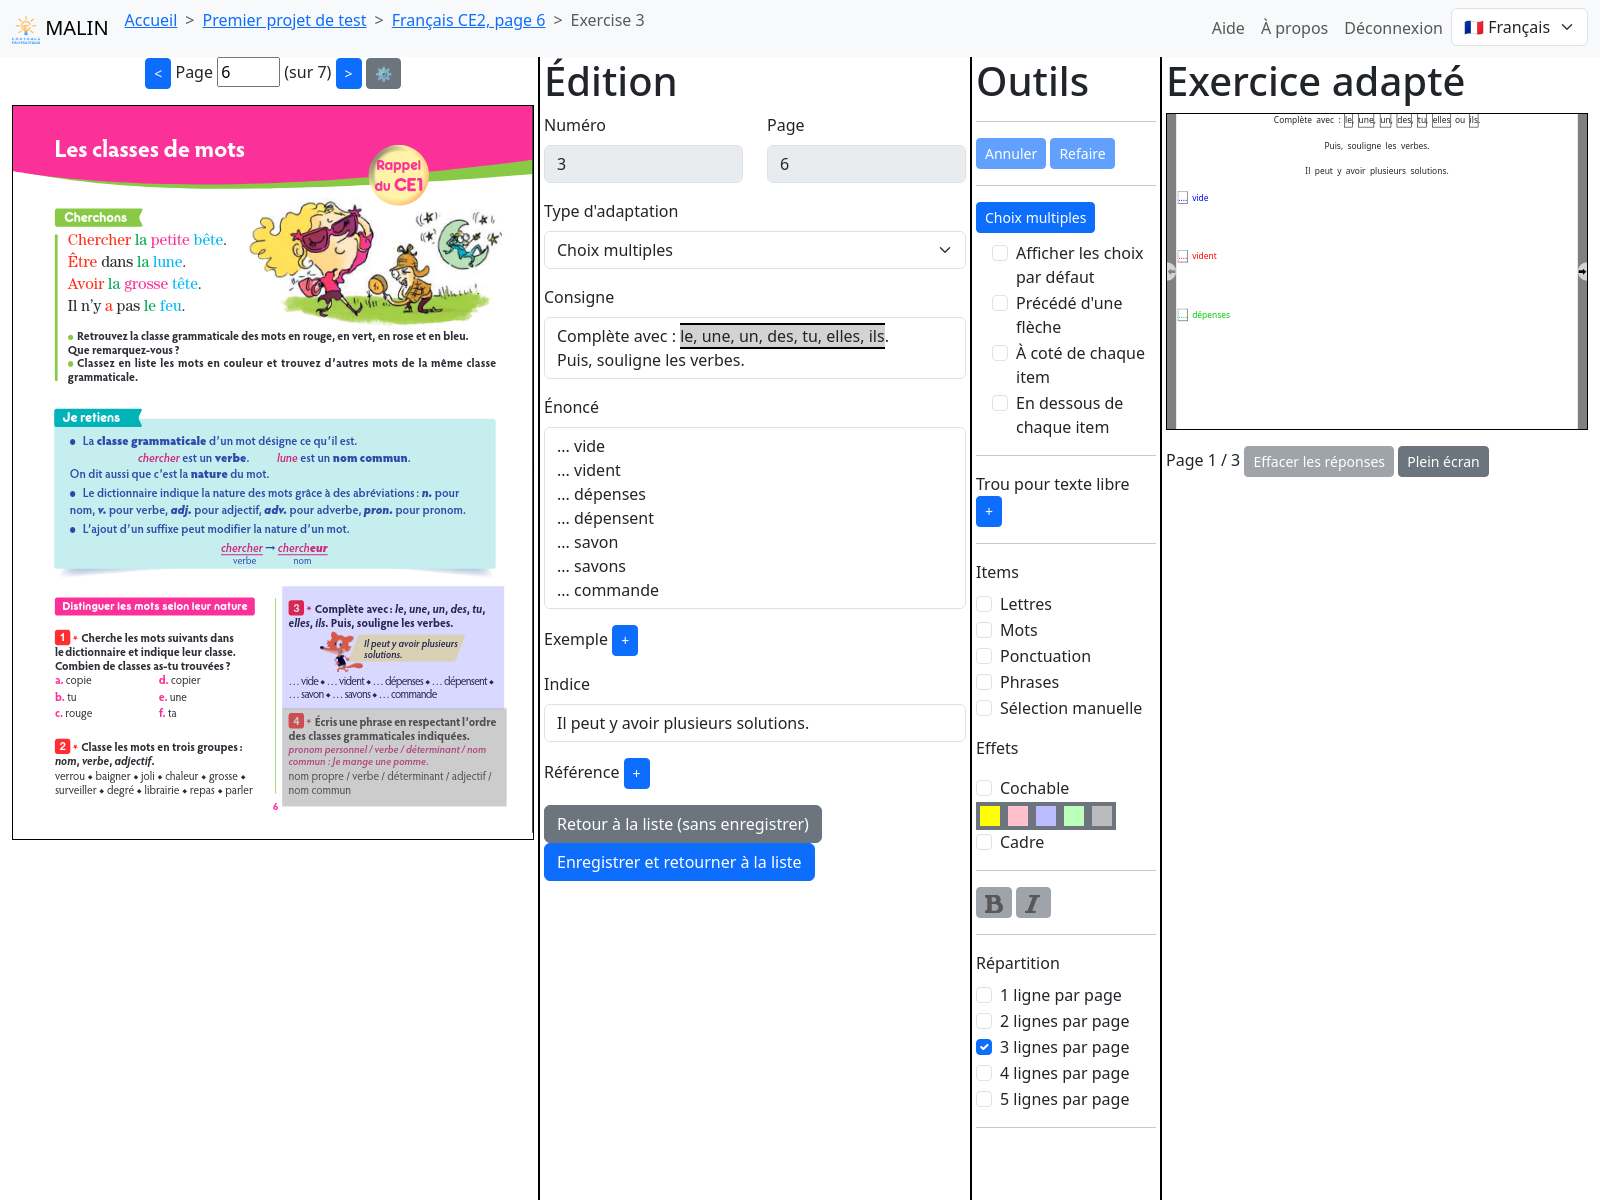 MALIN
Accueil > Premier projet de test > Français CE2, page 6 > Exercise 3
Aide À propos Déconnexion 🇫🇷 Français
< Page 6 (sur 7) > ⚙️
Les classes de mots
Rappel
du CE1
Cherchons
Chercher la petite bête.
Être dans la lune.
Avoir la grosse tête.
Il n'y a pas le feu.
• Retrouvez la classe grammaticale des mots en rouge, en vert, en rose et en bleu.
Que remarquez-vous ?
• Classez en liste les mots en couleur et trouvez d'autres mots de la même classe
grammaticale.
Je retiens
• La classe grammaticale d'un mot désigne ce qu'il est.
chercher est un verbe. lune est un nom commun.
On dit aussi que c'est la nature du mot.
• Le dictionnaire indique la nature des mots grâce à des abréviations : n. pour
nom, v. pour verbe, adj. pour adjectif, adv. pour adverbe, pron. pour pronom.
• L'ajout d'un suffixe peut modifier la nature d'un mot.
chercher → chercheur
verbe nom
Distinguer les mots selon leur nature
1 * Cherche les mots suivants dans
le dictionnaire et indique leur classe.
Combien de classes as-tu trouvées ?
a. copie d. copier
b. tu e. une
c. rouge f. ta
2 * Classe les mots en trois groupes :
nom, verbe, adjectif.
verrou ⬥ baigner ⬥ joli ⬥ chaleur ⬥ grosse ⬥
surveiller ⬥ degré ⬥ librairie ⬥ repas ⬥ parler
3 * Complète avec : le, une, un, des, tu,
elles, ils. Puis, souligne les verbes.
Il peut y avoir plusieurs
solutions.
... vide ⬥ ... vident ⬥ ... dépenses ⬥ ... dépensent ⬥
... savon ⬥ ... savons ⬥ ... commande
4 * Écris une phrase en respectant l'ordre
des classes grammaticales indiquées.
pronom personnel / verbe / déterminant / nom
commun : Je mange une pomme.
nom propre / verbe / déterminant / adjectif /
nom commun
6
Édition
Numéro Page
3 6
Type d'adaptation
Choix multiples
Consigne
Complète avec : le, une, un, des, tu, elles, ils.
Puis, souligne les verbes.
Énoncé
... vide
... vident
... dépenses
... dépensent
... savon
... savons
... commande
Exemple +
Indice
Il peut y avoir plusieurs solutions.
Référence +
Retour à la liste (sans enregistrer)
Enregistrer et retourner à la liste
Outils
Annuler Refaire
Choix multiples
Afficher les choix
par défaut
Précédé d'une
flèche
À coté de chaque
item
En dessous de
chaque item
Trou pour texte libre
+
Items
Lettres
Mots
Ponctuation
Phrases
Sélection manuelle
Effets
Cochable
Cadre
B I
Répartition
1 ligne par page
2 lignes par page
3 lignes par page
4 lignes par page
5 lignes par page
Exercice adapté
Complète avec : le, une, un, des, tu, elles ou ils.
Puis, souligne les verbes.
Il peut y avoir plusieurs solutions.
.... vide
.... vident
.... dépenses
Page 1 / 3 Effacer les réponses Plein écran